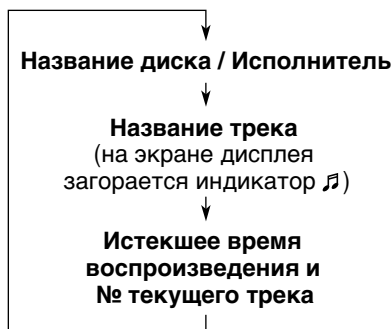 Название диска / Исполнитель
Название трека
(на экране дисплея
загорается индикатор ♬)
Истекшее время
воспроизведения и
№ текущего трека